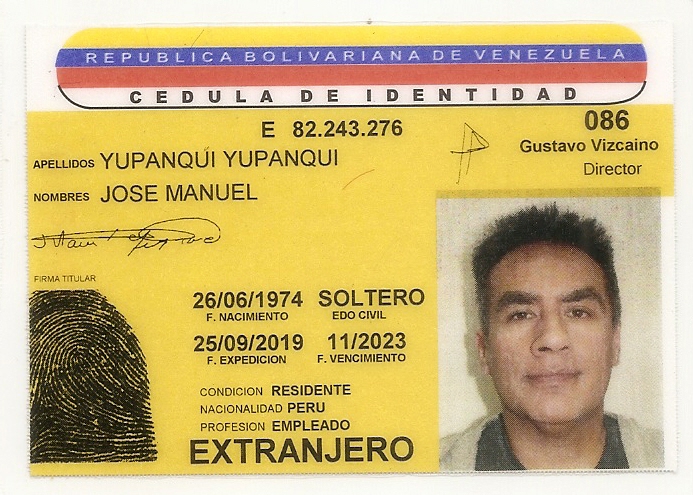 REPUBLICA BOLIVARIANA DE VENEZUELA
CEDULA DE IDENTIDAD
E 82.243.276
086
APELLIDOS YUPANQUI YUPANQUI
Gustavo Vizcaino
Director
NOMBRES JOSE MANUEL
FIRMA TITULAR
26/06/1974 SOLTERO
F. NACIMIENTO EDO CIVIL
25/09/2019 11/2023
F. EXPEDICION F. VENCIMIENTO
CONDICION RESIDENTE
NACIONALIDAD PERU
PROFESION EMPLEADO
EXTRANJERO